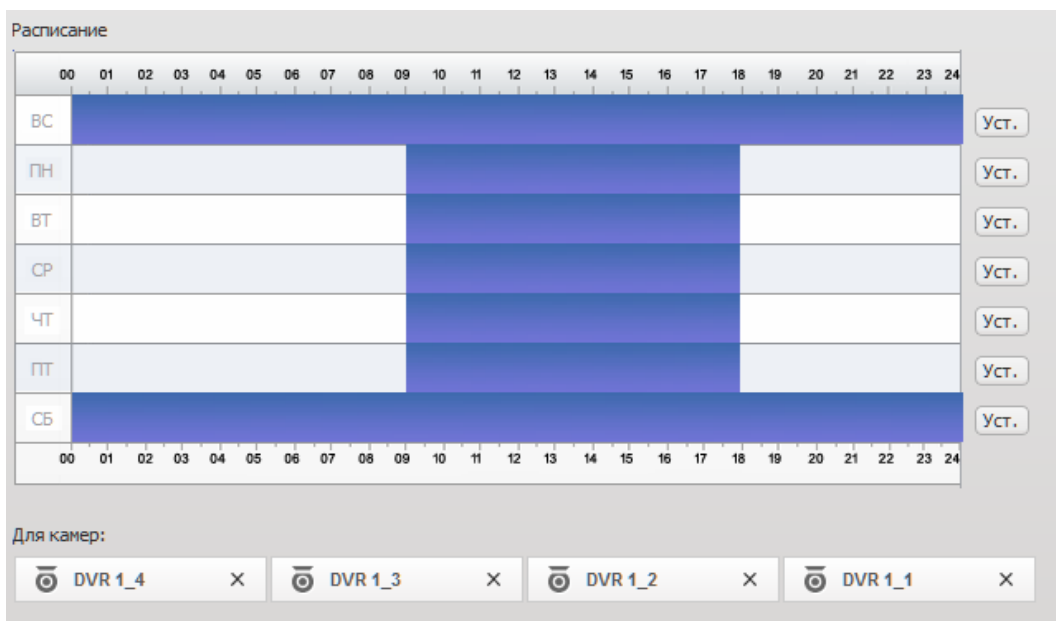 Расписание
00 01 02 03 04 05 06 07 08 09 10 11 12 13 14 15 16 17 18 19 20 21 22 23 24
ВС Уст.
ПН Уст.
ВТ Уст.
СР Уст.
ЧТ Уст.
ПТ Уст.
СБ Уст.
00 01 02 03 04 05 06 07 08 09 10 11 12 13 14 15 16 17 18 19 20 21 22 23 24
Для камер:
DVR 1_4 × DVR 1_3 × DVR 1_2 × DVR 1_1 ×